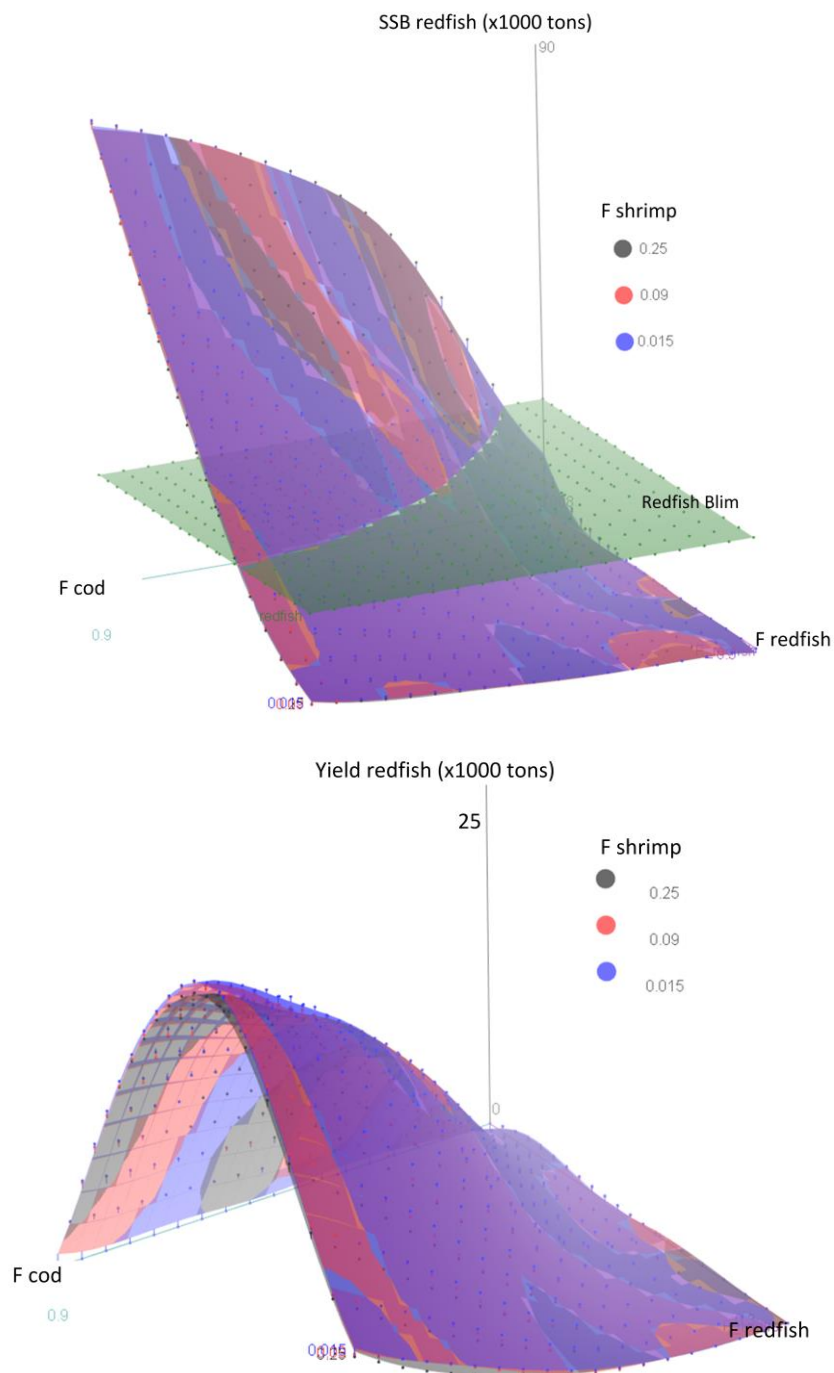 SSB redfish (x1000 tons)
90
F shrimp
0.25
0.09
0.015
Redfish Blim
F cod
redfish
0.9
F redfish
Yield redfish (x1000 tons)
25
F shrimp
0.25
0.09
0.015
0
F cod
0.9
F redfish